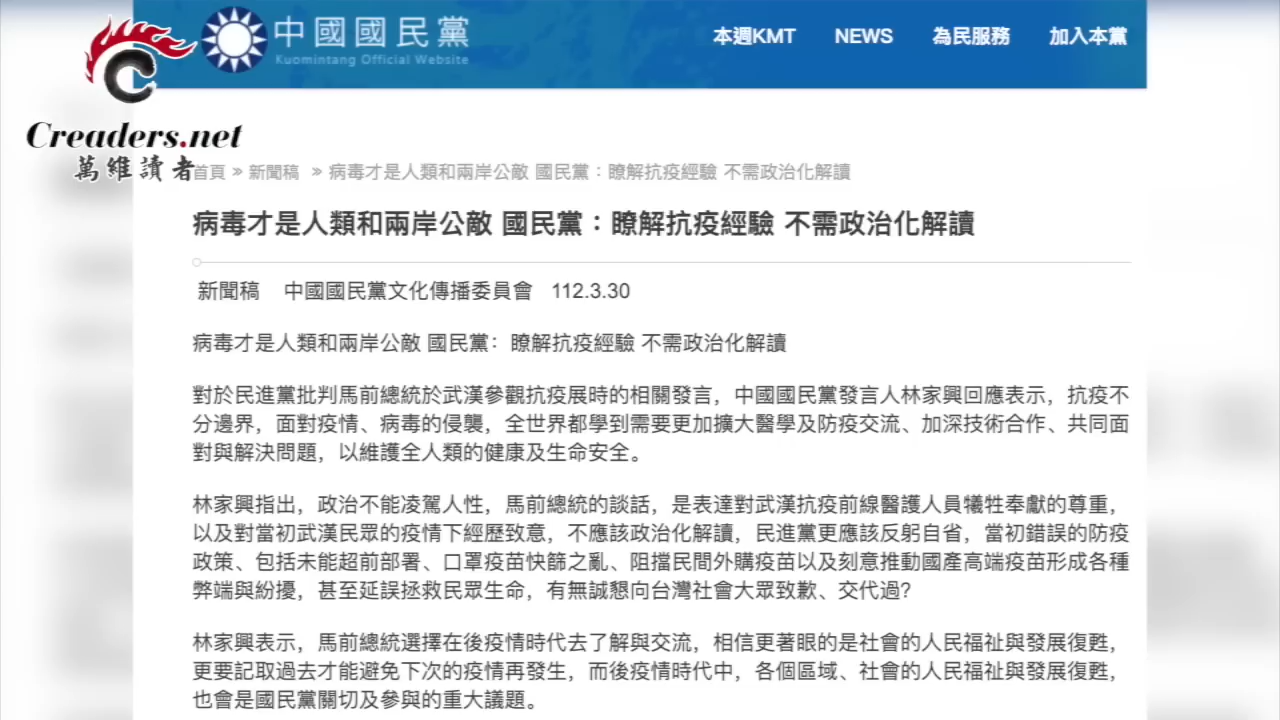 中國國民黨
Kuomintang Official Website
本週KMT NEWS 為民服務 加入本黨
Creaders.net
萬維讀者
首頁 » 新聞稿 » 病毒才是人類和兩岸公敵 國民黨：瞭解抗疫經驗 不需政治化解讀
病毒才是人類和兩岸公敵 國民黨：瞭解抗疫經驗 不需政治化解讀
新聞稿 中國國民黨文化傳播委員會 112.3.30
病毒才是人類和兩岸公敵 國民黨：瞭解抗疫經驗 不需政治化解讀
對於民進黨批判馬前總統於武漢參觀抗疫展時的相關發言，中國國民黨發言人林家興回應表示，抗疫不
分邊界，面對疫情、病毒的侵襲，全世界都學到需要更加擴大醫學及防疫交流、加深技術合作、共同面
對與解決問題，以維護全人類的健康及生命安全。
林家興指出，政治不能凌駕人性，馬前總統的談話，是表達對武漢抗疫前線醫護人員犧牲奉獻的尊重，
以及對當初武漢民眾的疫情下經歷致意，不應該政治化解讀，民進黨更應該反躬自省，當初錯誤的防疫
政策、包括未能超前部署、口罩疫苗快篩之亂、阻擋民間外購疫苗以及刻意推動國產高端疫苗形成各種
弊端與紛擾，甚至延誤拯救民眾生命，有無誠懇向台灣社會大眾致歉、交代過?
林家興表示，馬前總統選擇在後疫情時代去了解與交流，相信更著眼的是社會的人民福祉與發展復甦，
更要記取過去才能避免下次的疫情再發生，而後疫情時代中，各個區域、社會的人民福祉與發展復甦，
也會是國民黨關切及參與的重大議題。